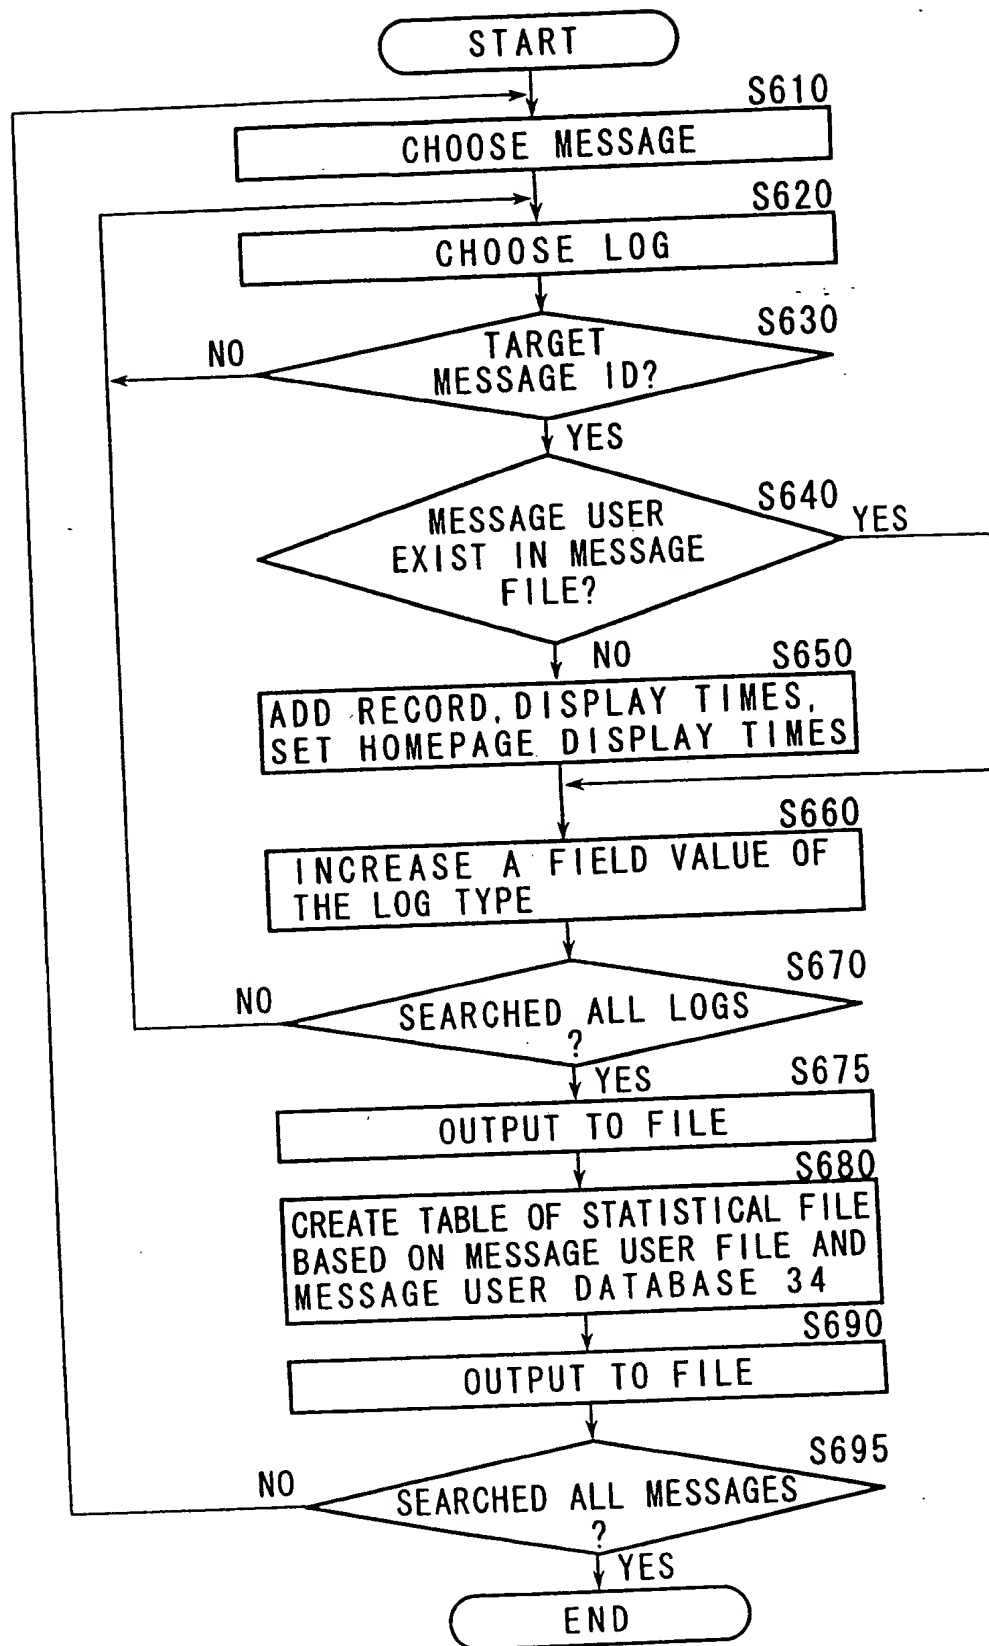 START
S610
CHOOSE MESSAGE
S620
CHOOSE LOG
S630
NO
TARGET
MESSAGE ID?
YES
S640
MESSAGE USER
EXIST IN MESSAGE
FILE?
YES
NO
S650
ADD RECORD, DISPLAY TIMES,
SET HOMEPAGE DISPLAY TIMES
S660
INCREASE A FIELD VALUE OF
THE LOG TYPE
S670
NO
SEARCHED ALL LOGS
?
YES
S675
OUTPUT TO FILE
S680
CREATE TABLE OF STATISTICAL FILE
BASED ON MESSAGE USER FILE AND
MESSAGE USER DATABASE 34
S690
OUTPUT TO FILE
S695
NO
SEARCHED ALL MESSAGES
?
YES
END